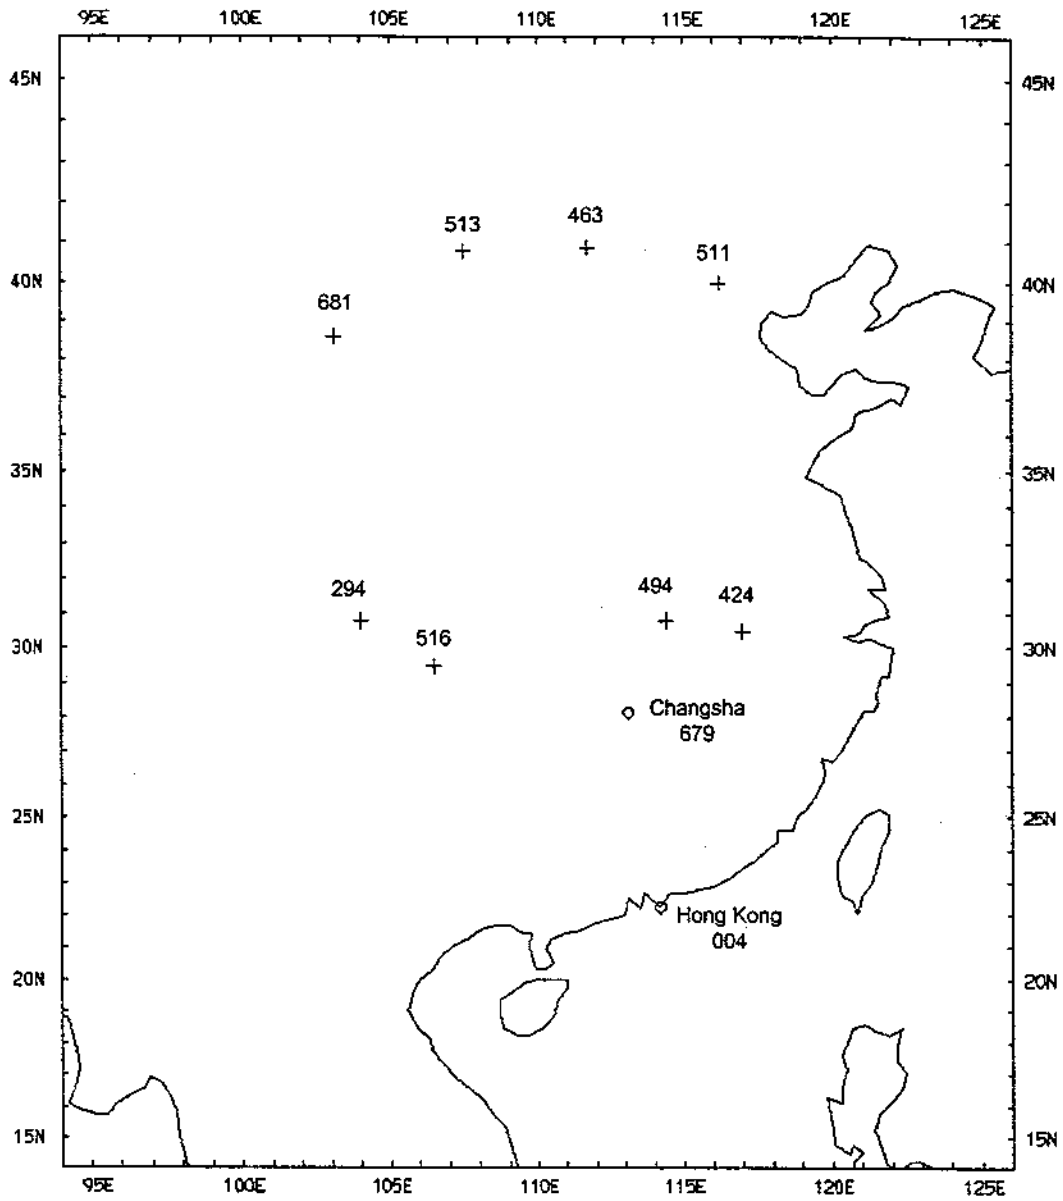 95E 100E 105E 110E 115E 120E 125E
45N 45N
513 463
511
40N 40N
681
35N 35N
294 494 424
516
30N 30N
Changsha
679
25N 25N
Hong Kong
004
20N 20N
15N 15N
95E 100E 105E 110E 115E 120E 125E